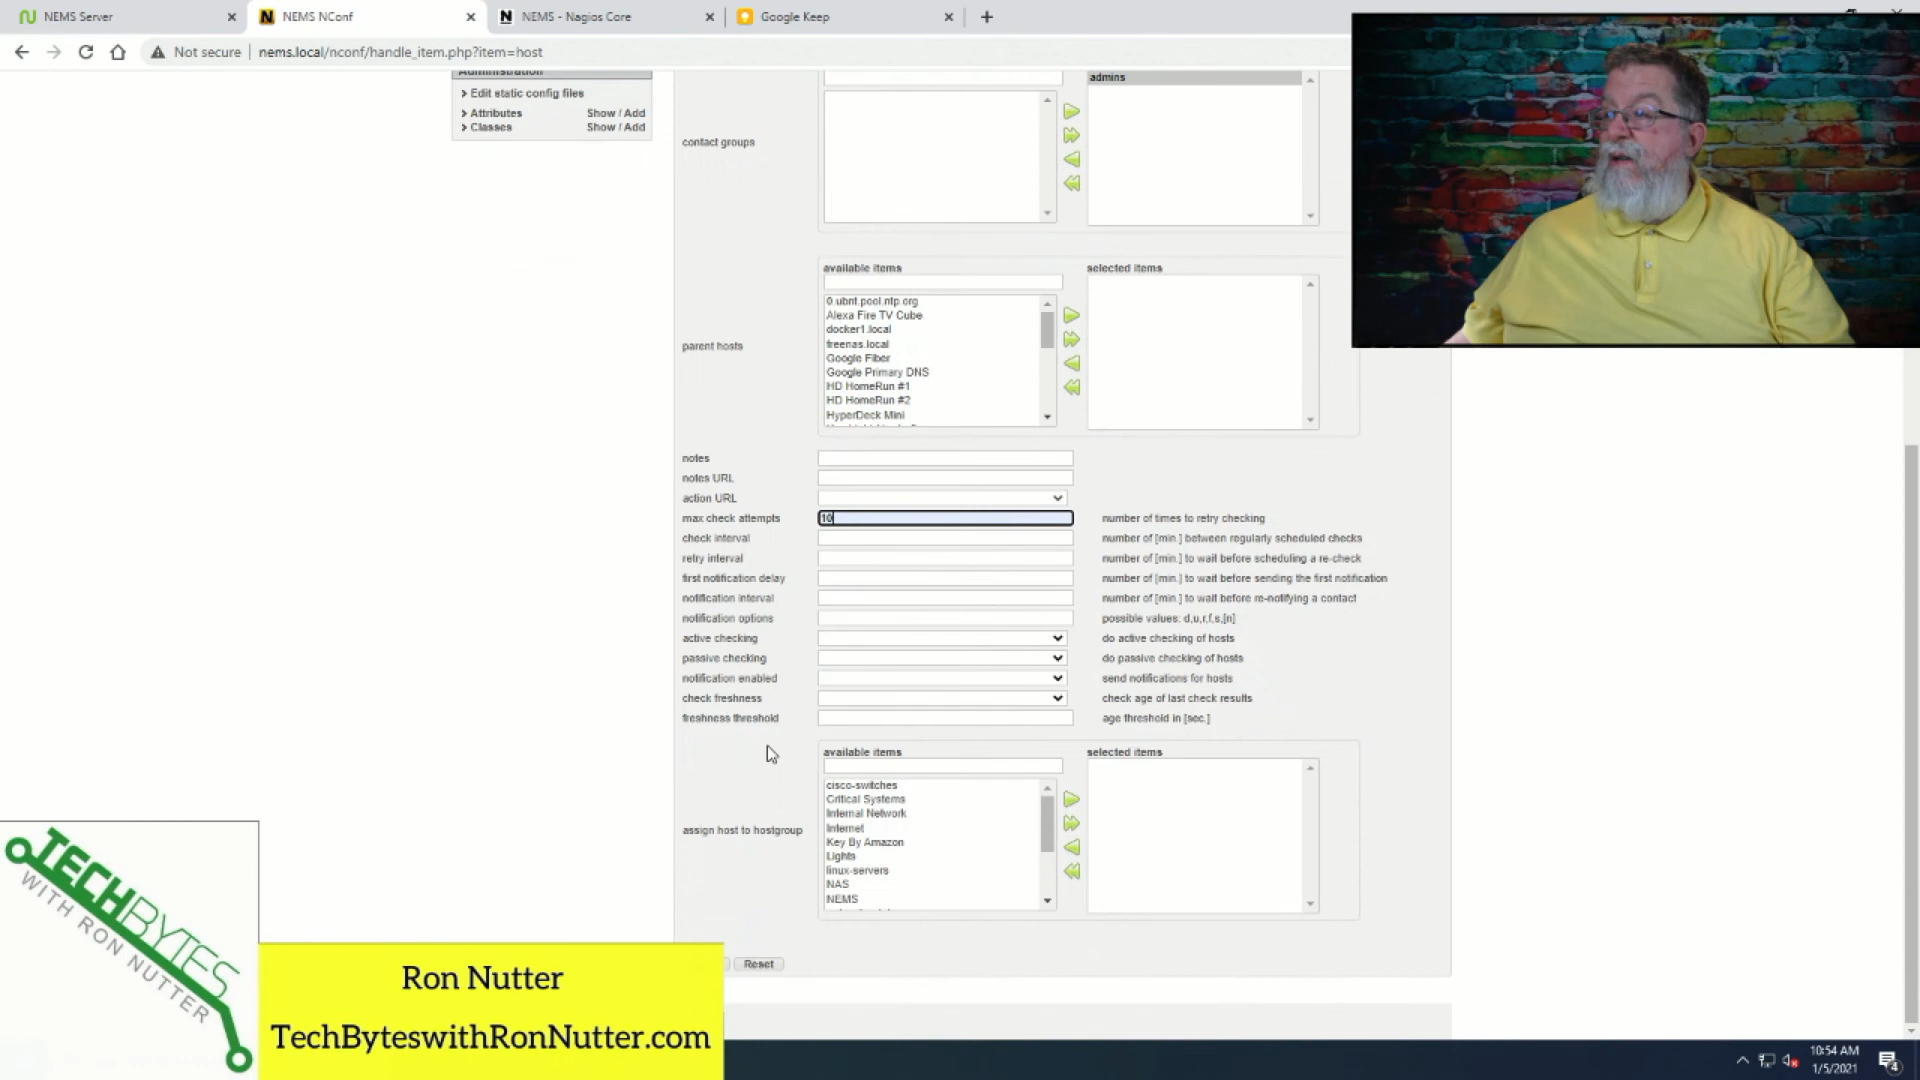 NEMS Server
NEMS NConf
NEMS - Nagios Core
Google Keep
Not secure
nems.local/nconf/handle_item.php?item=host
Administration
Edit static config files
Attributes Show / Add
Classes Show / Add
contact groups
admins
available items
selected items
parent hosts
0.ubnt.pool.ntp.org
Alexa Fire TV Cube
docker1.local
freenas.local
Google Fiber
Google Primary DNS
HD HomeRun #1
HD HomeRun #2
HyperDeck Mini
notes
notes URL
action URL
max check attempts 10 number of times to retry checking
check interval number of [min.] between regularly scheduled checks
retry interval number of [min.] to wait before scheduling a re-check
first notification delay number of [min.] to wait before sending the first notification
notification interval number of [min.] to wait before re-notifying a contact
notification options possible values: d,u,r,f,s,[n]
active checking do active checking of hosts
passive checking do passive checking of hosts
notification enabled send notifications for hosts
check freshness check age of last check results
freshness threshold age threshold in [sec.]
available items
selected items
assign host to hostgroup
cisco-switches
Critical Systems
Internal Network
Internet
Key By Amazon
Lights
linux-servers
NAS
NEMS
Reset
TECHBYTES
WITH RON NUTTER
Ron Nutter
TechByteswithRonNutter.com
10:54 AM
1/5/2021
4